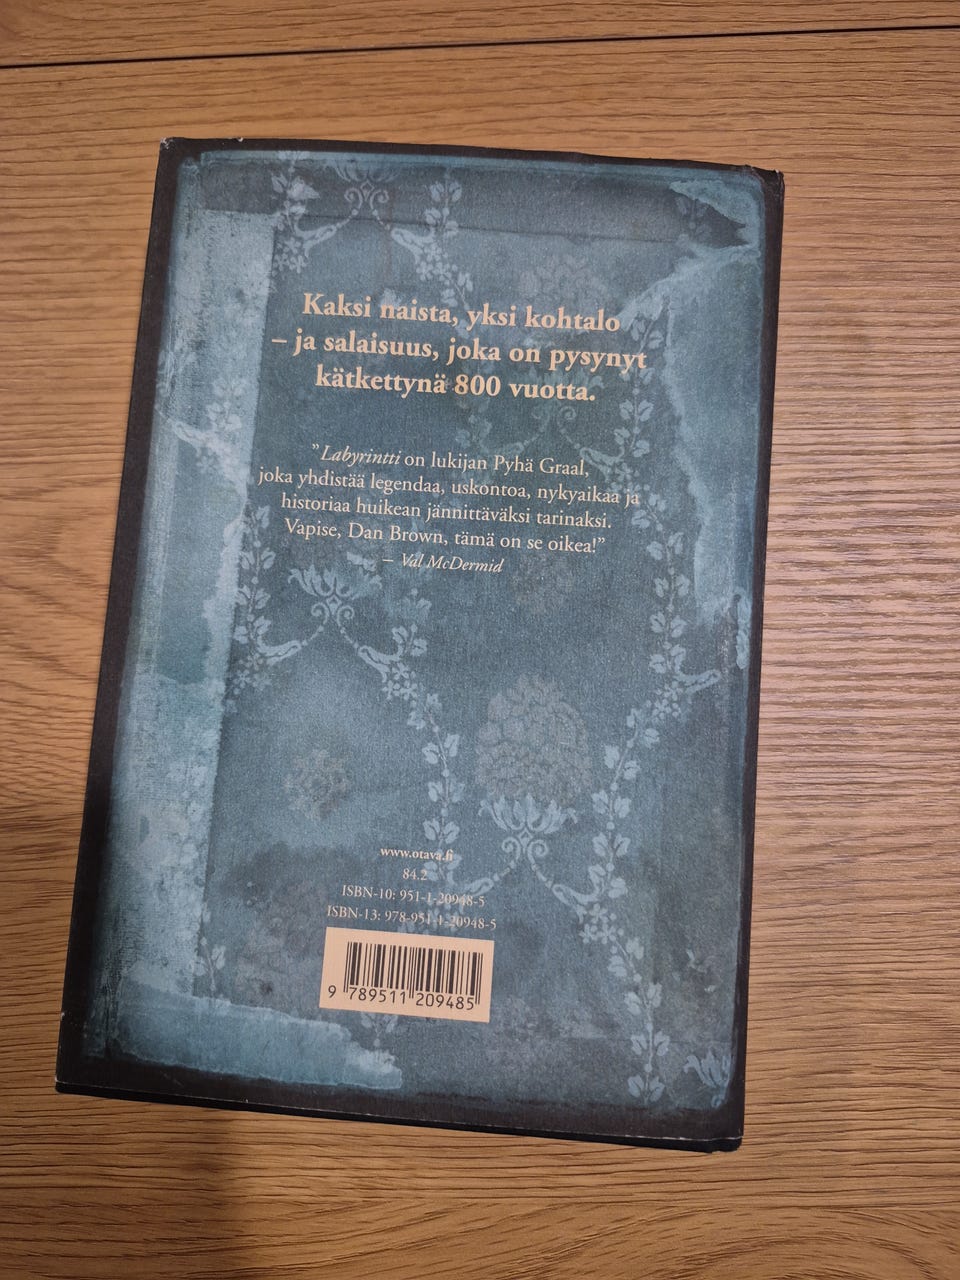 Kaksi naista, yksi kohtalo
– ja salaisuus, joka on pysynyt
kätkettynä 800 vuotta.
”Labyrintti on lukijan Pyhä Graal,
joka yhdistää legendaa, uskontoa, nykyaikaa ja
historiaa huikean jännittäväksi tarinaksi.
Vapise, Dan Brown, tämä on se oikea!”
– Val McDermid
www.otava.fi
84.2
ISBN-10: 951-1-20948-5
ISBN-13: 978-951-1-20948-5
9 789511 209485